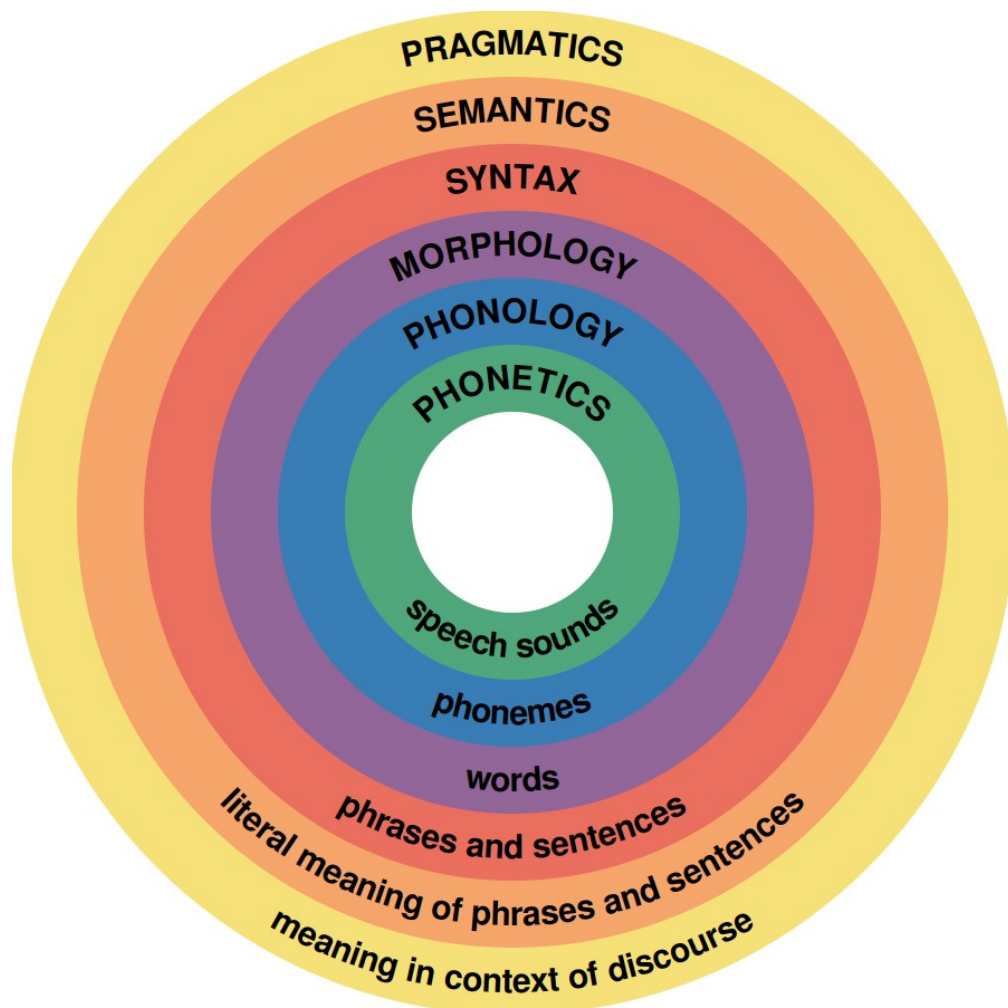 PRAGMATICS
SEMANTICS
SYNTAX
MORPHOLOGY
PHONOLOGY
PHONETICS
speech sounds
phonemes
words
phrases and sentences
literal meaning of phrases and sentences
meaning in context of discourse